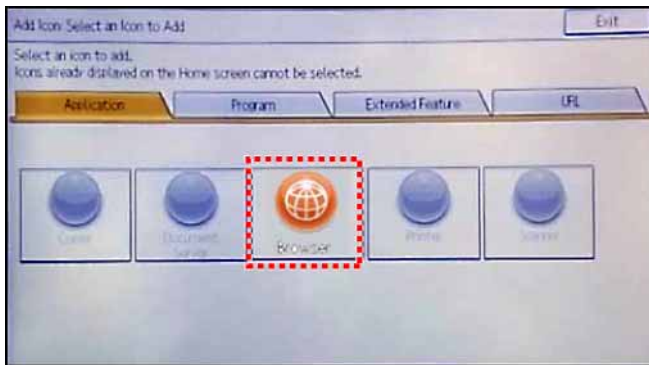 Add Icon: Select an Icon to Add
Exit
Select an icon to add.
Icons already displayed on the Home screen cannot be selected.
Application
Program
Extended Feature
URL
Copier
Document
Server
Browser
Printer
Scanner